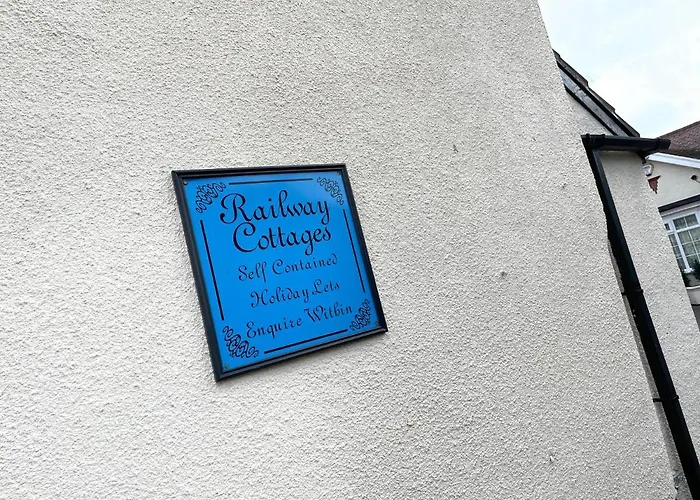 Railway
Cottages
Self Contained
Holiday Lets
Enquire Within